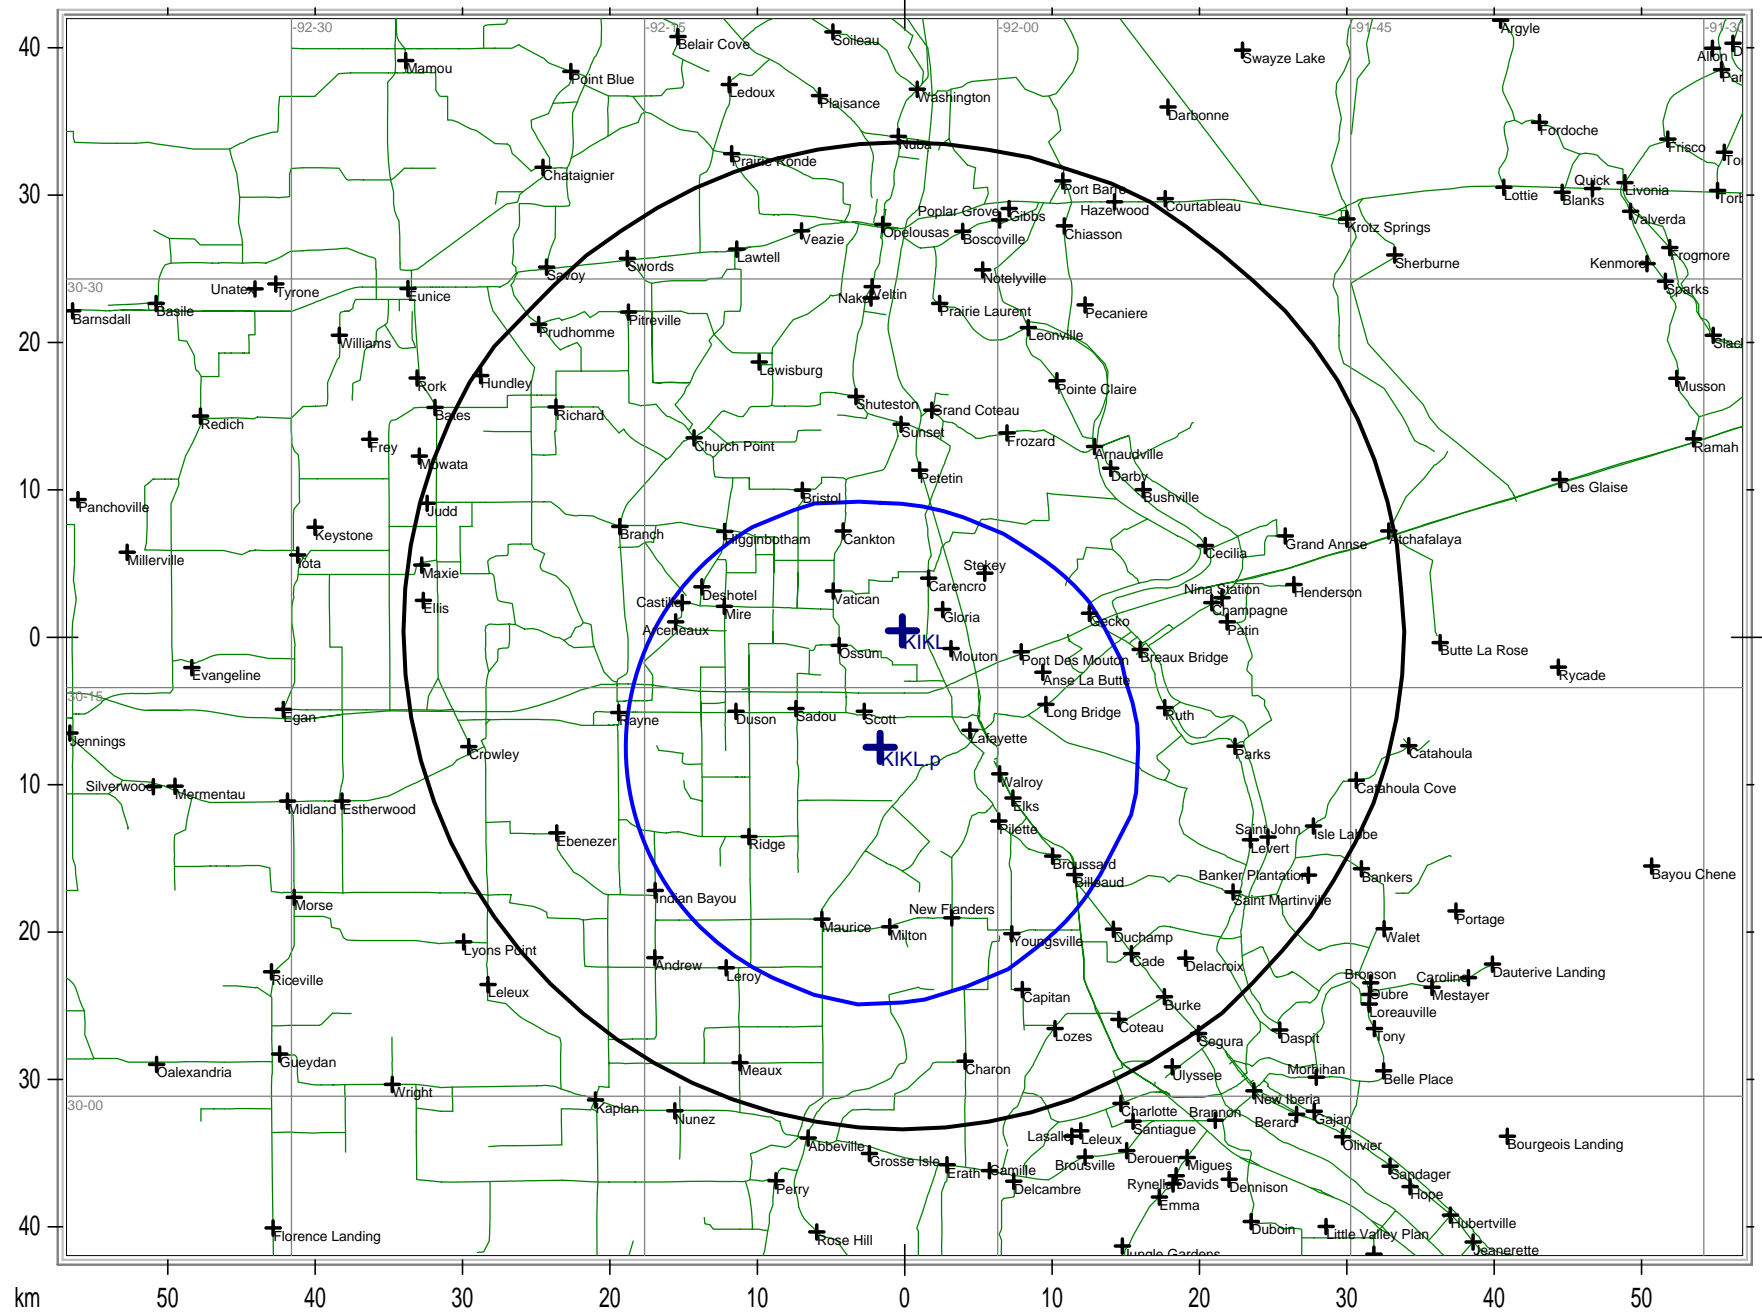 -92-30
-92-15
-92-00
-91-45
-91-30
Argyle
Belair Cove
Soileau
40
Swayze Lake
Mamou
Point Blue
Ledoux
Plaisance
Washington
Darbonne
Fordoche
Nuba
Frisco
Prairie Ronde
Chataignier
Port Barre
Quick
30
Lottie
Blanks
Livonia
Poplar Grove
Gibbs
Hazelwood
Courtableau
Valverda
Krotz Springs
Veazie
Opelousas
Boscoville
Chiasson
Lawtell
Swords
Savoy
Notelyville
Sherburne
Kenmore
Frogmore
30-30
Unatex
Tyrone
Eunice
Veltin
Sparks
Barnsdall
Basile
Pitreville
Prairie Laurent
Pecaniere
20
Williams
Prudhomme
Leonville
Lewisburg
Rork
Hundley
Pointe Claire
Musson
Redich
Bates
Richard
Shuteston
Grand Coteau
Sunset
Frey
Church Point
Frozard
Arnaudville
Ramah
Mowata
Petetin
Darby
10
Panchoville
Judd
Bristol
Bushville
Des Glaise
Keystone
Branch
Higginbotham
Cankton
Cecilia
Grand Annse
Atchafalaya
Millerville
Iota
Maxie
Stekey
Carencro
Deshotel
Vatican
Nina Station
Henderson
Ellis
Castille
Mire
Gloria
Champagne
Arceneaux
Gecko
Patin
0
KIKL
Ossun
Mouton
Pont Des Mouton
Breaux Bridge
Butte La Rose
Evangeline
Anse La Butte
Rycade
30-15
Egan
Rayne
Duson
Sadou
Scott
Long Bridge
Ruth
Jennings
Crowley
Lafayette
Parks
Catahoula
KIKL.p
10
Silverwood
Mermentau
Midland
Estherwood
Walroy
Catahoula Cove
Elks
Ebenezer
Ridge
Pilette
Saint John
Isle Labbe
Levert
Broussard
Billeaud
Banker Plantation
Bankers
Bayou Chene
Morse
Indian Bayou
Saint Martinville
20
Maurice
Milton
New Flanders
Youngsville
Duchamp
Portage
Walet
Lyons Point
Andrew
Leroy
Cade
Delacroix
Riceville
Leleux
Capitan
Bronson
Caroline
Dauterive Landing
Dubre
Mestayer
Burke
Loreauville
Lozes
Coteau
Segura
Daspit
Tony
30
Oalexandria
Gueydan
Meaux
Charon
Ulyssee
Morbihan
Belle Place
Wright
30-00
Kaplan
Nunez
Charlotte
Brannon
New Iberia
Berard
Gajan
Abbeville
Lasalle
Leleux
Santiague
Olivier
Bourgeois Landing
Grosse Isle
Erath
Camille
Brousville
Derouen
Migues
Sandager
Perry
Delcambre
Rynella
Davids
Dennison
Hope
Emma
40
Florence Landing
Rose Hill
Duboin
Little Valley Plan
Hubertville
Jungle Gardens
Jeanerette
km 50 40 30 20 10 0 10 20 30 40 50